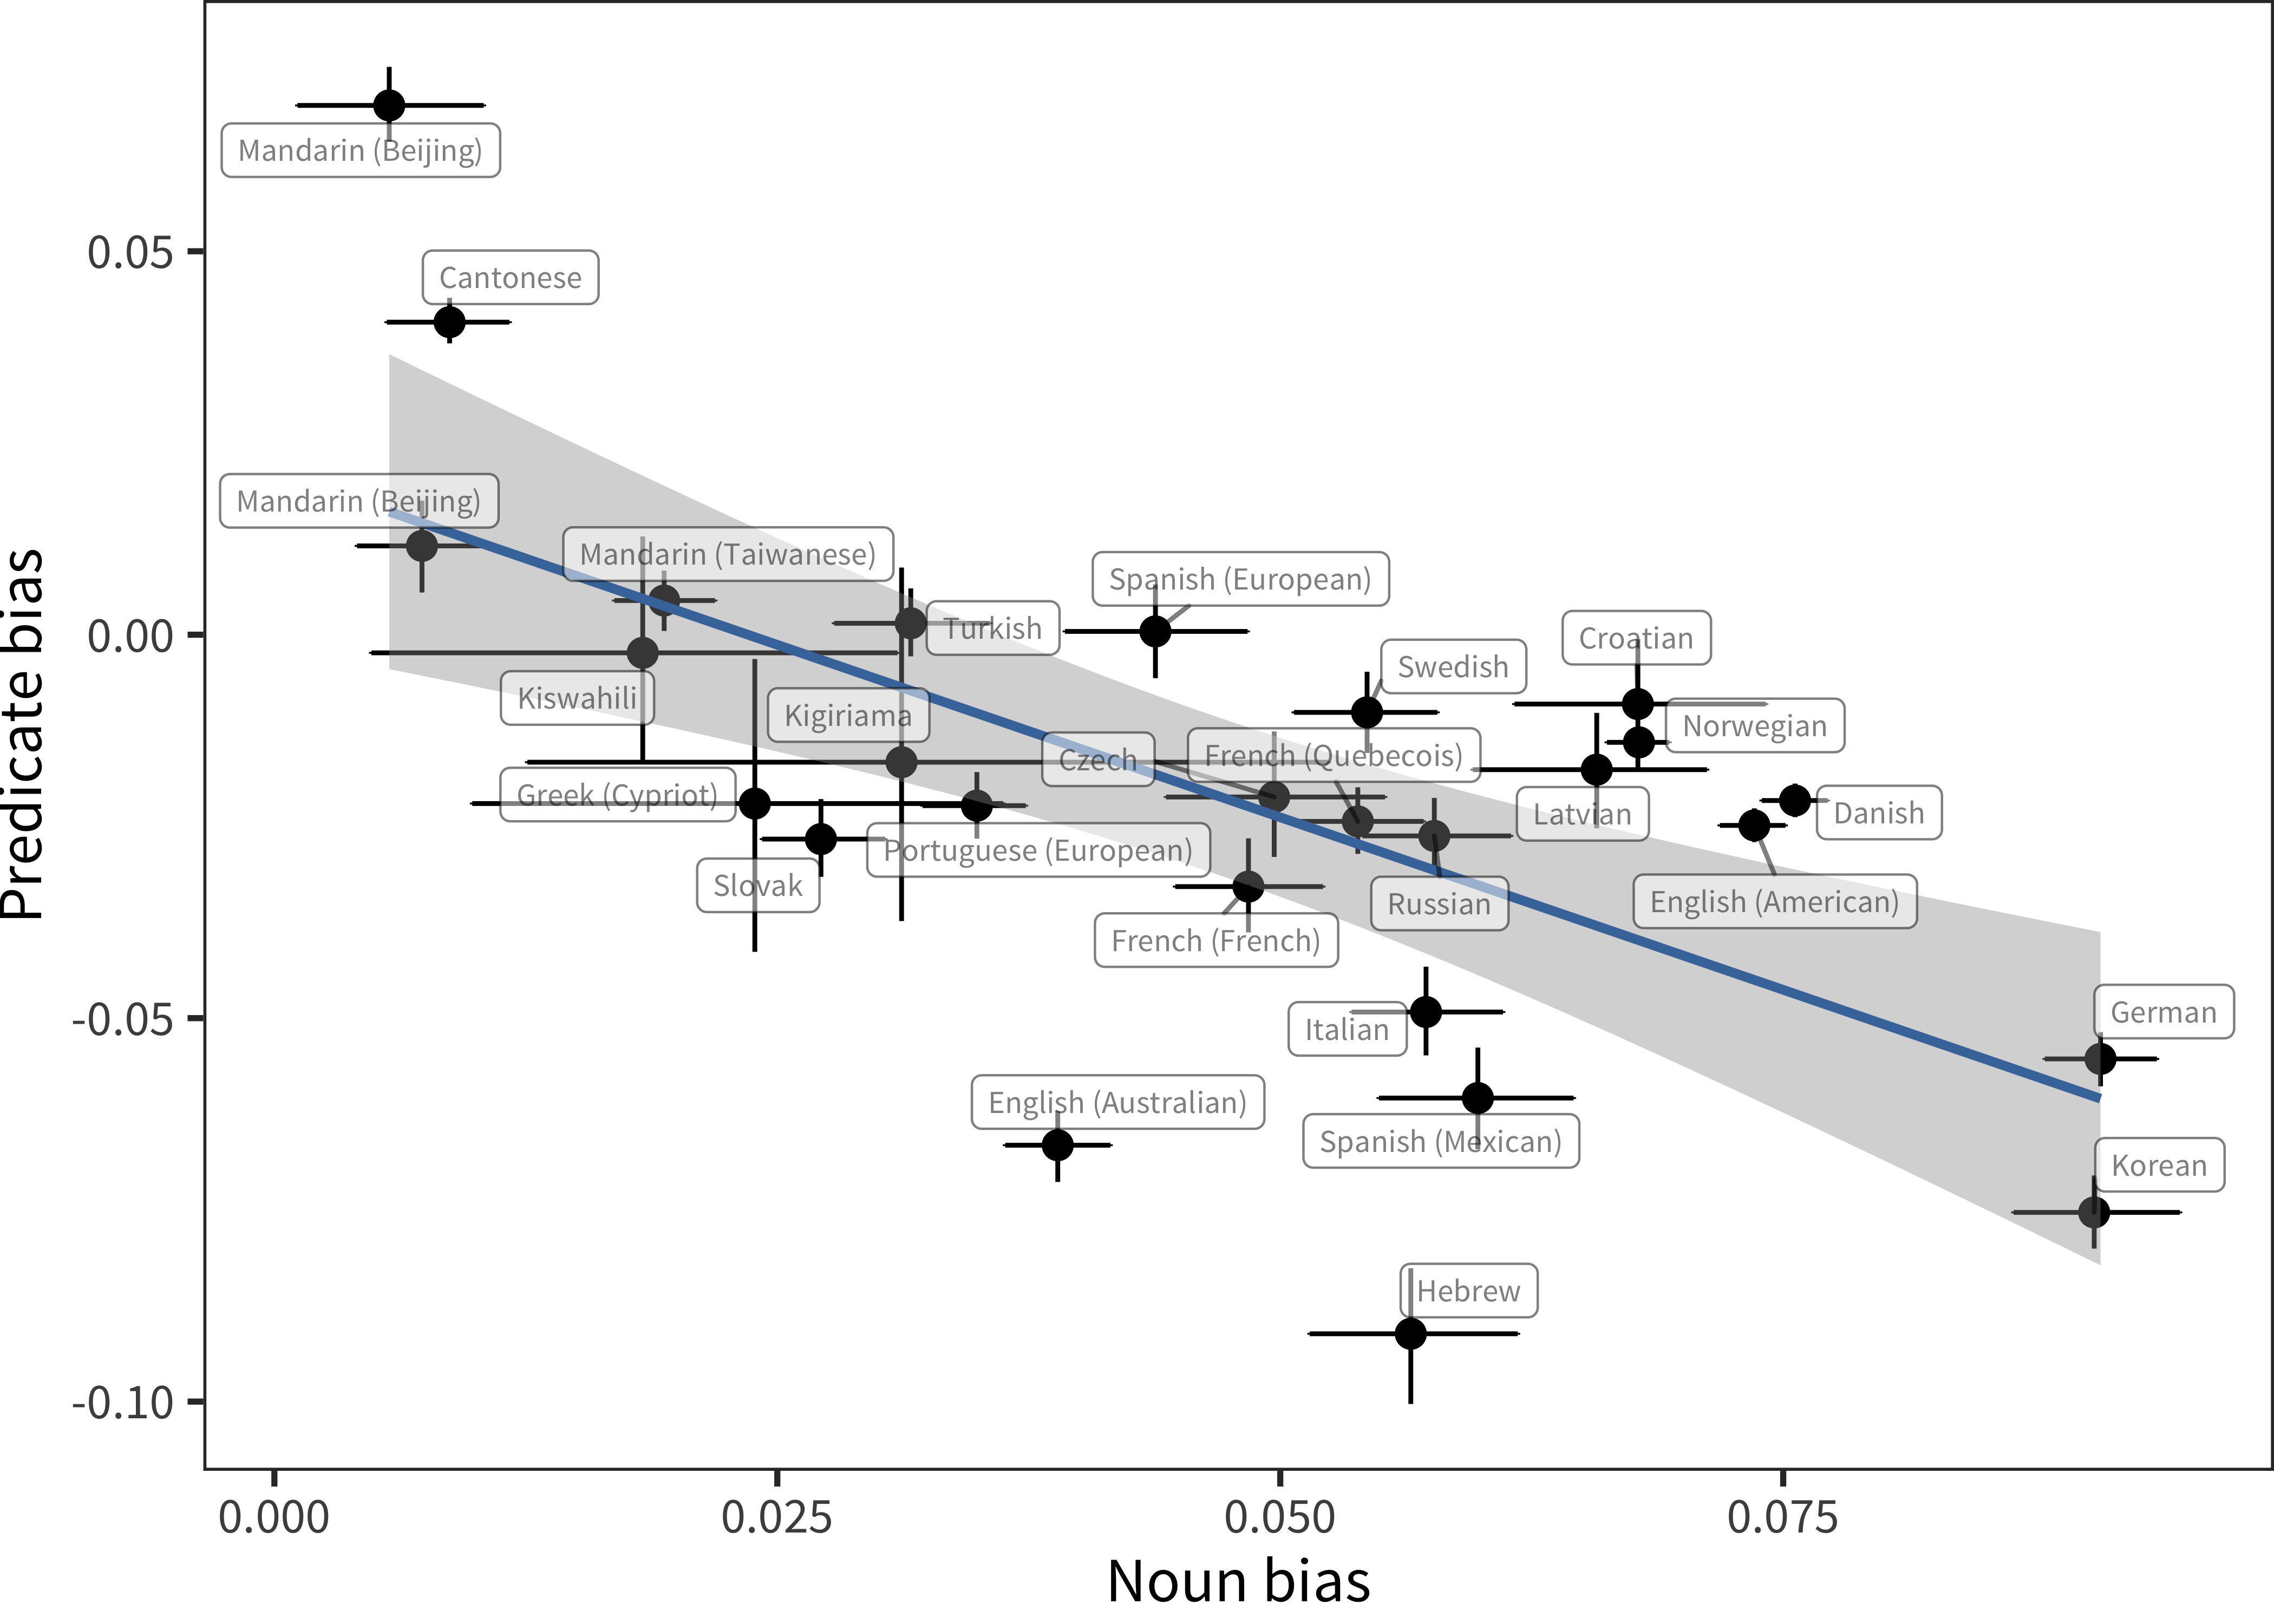 Mandarin (Beijing)
0.05
Cantonese
Mandarin (Beijing)
Mandarin (Taiwanese)
Spanish (European)
Turkish
0.00
Croatian
Swedish
Kiswahili
Kigiriama
Norwegian
Czech
French (Quebecois)
Greek (Cypriot)
Latvian
Danish
Portuguese (European)
Slovak
English (American)
Russian
French (French)
German
-0.05
Italian
English (Australian)
Spanish (Mexican)
Korean
Hebrew
-0.10
Predicate bias
0.000
0.025
0.050
0.075
Noun bias